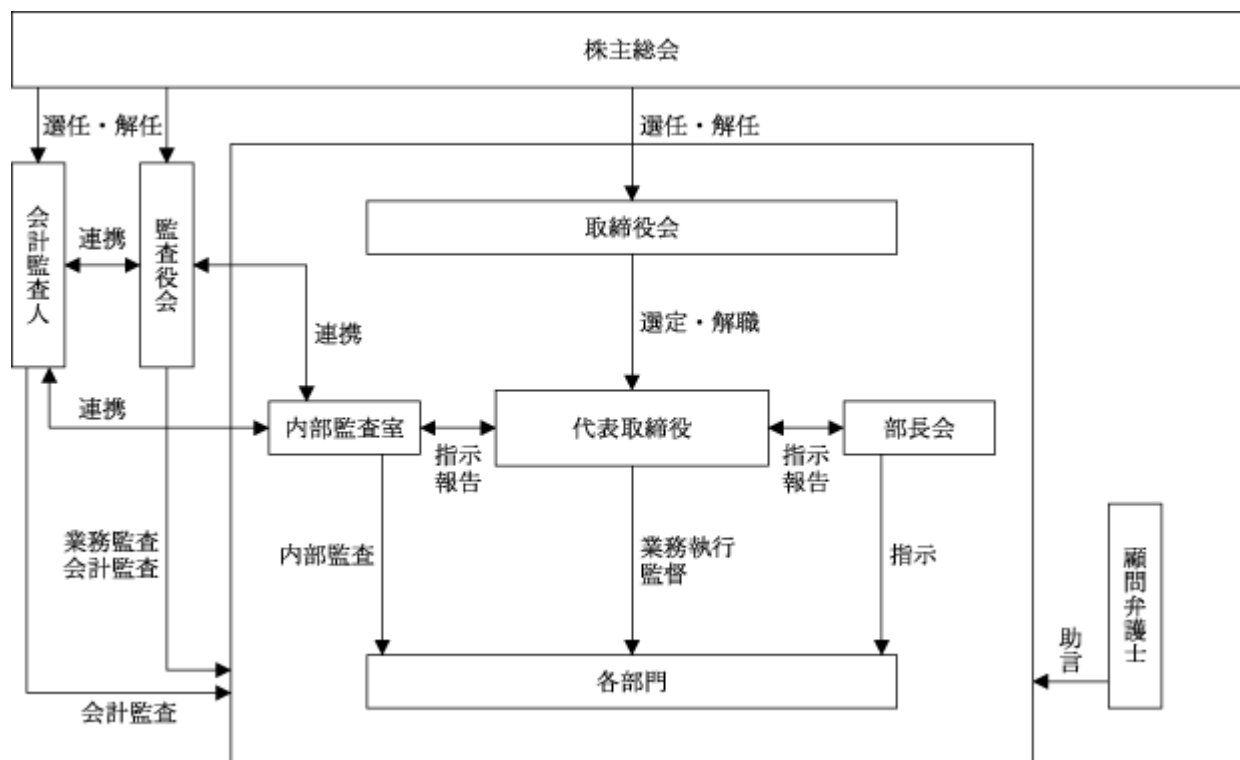 株主総会
選任・解任
選任・解任
会計監査人
連携
監査役会
取締役会
連携
選定・解職
連携
内部監査室
指示
報告
代表取締役
指示
報告
部長会
業務監査
会計監査
内部監査
業務執行
監督
指示
顧問弁護士
助言
各部門
会計監査